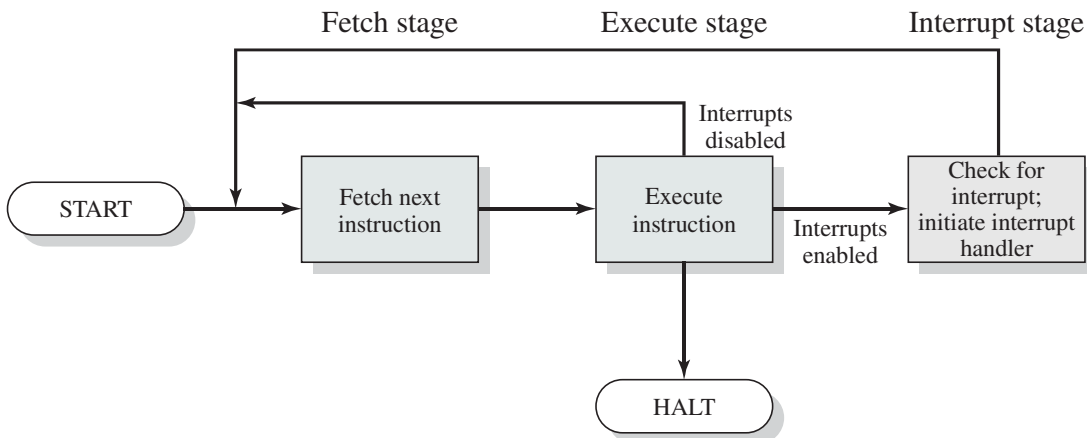 Fetch stage
Execute stage
Interrupt stage
Interrupts
disabled
START
Fetch next
instruction
Execute
instruction
Interrupts
enabled
Check for
interrupt;
initiate interrupt
handler
HALT